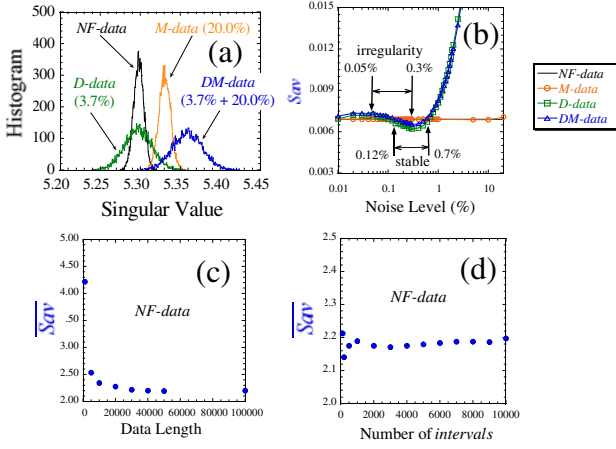 500
400
300
200
100
0
Histogram
NF-data
M-data (20.0%)
(a)
D-data
(3.7%)
DM-data
(3.7% + 20.0%)
5.20
5.25
5.30
5.35
5.40
5.45
Singular Value
0.015
0.012
0.009
0.006
0.003
Sav
(b)
irregularity
0.05%
0.3%
0.12%
0.7%
stable
0.01
0.1
1
10
Noise Level (%)
NF-data
M-data
D-data
DM-data
5.00
4.50
4.00
3.50
3.00
2.50
2.00
Sav
(c)
NF-data
0
20000
40000
60000
80000
100000
Data Length
2.5
2.4
2.3
2.2
2.1
2.0
Sav
(d)
NF-data
0
2000
4000
6000
8000
10000
Number of intervals